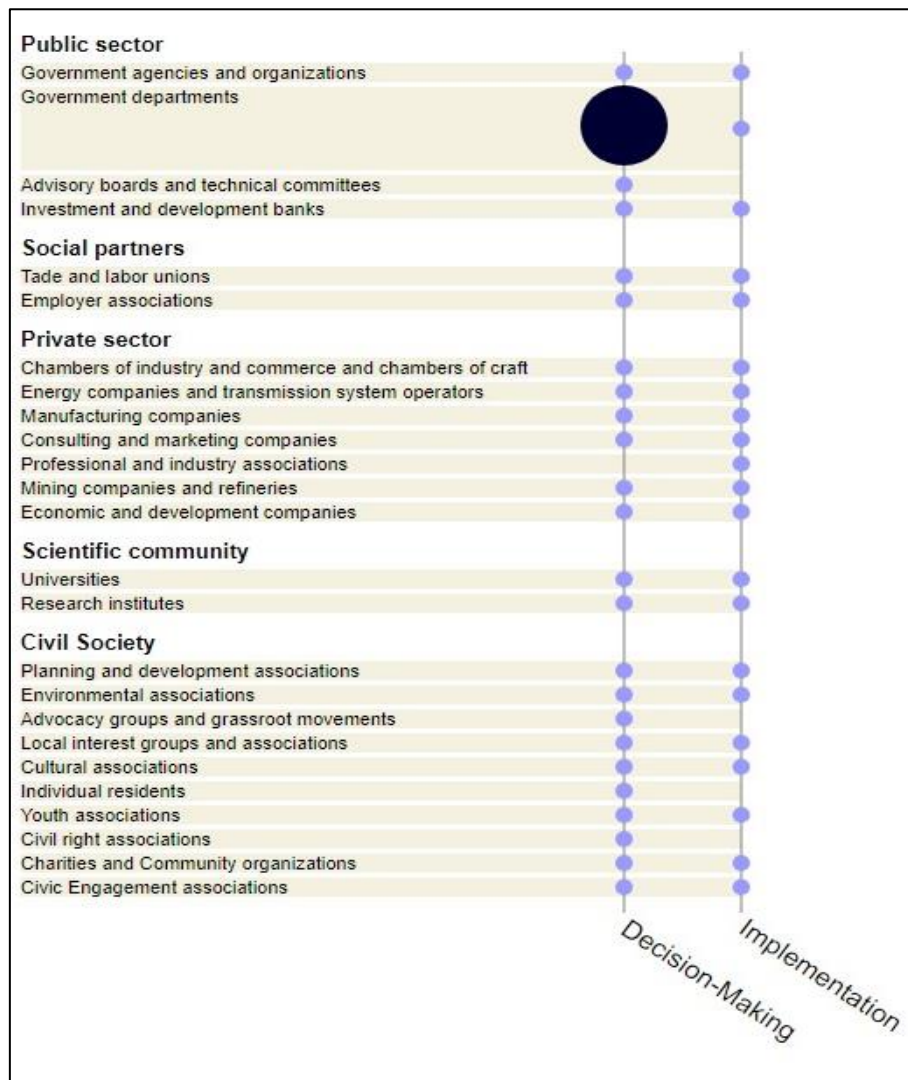 Public sector
Government agencies and organizations
Government departments
Advisory boards and technical committees
Investment and development banks
Social partners
Tade and labor unions
Employer associations
Private sector
Chambers of industry and commerce and chambers of craft
Energy companies and transmission system operators
Manufacturing companies
Consulting and marketing companies
Professional and industry associations
Mining companies and refineries
Economic and development companies
Scientific community
Universities
Research institutes
Civil Society
Planning and development associations
Environmental associations
Advocacy groups and grassroot movements
Local interest groups and associations
Cultural associations
Individual residents
Youth associations
Civil right associations
Charities and Community organizations
Civic Engagement associations
Decision-Making
Implementation